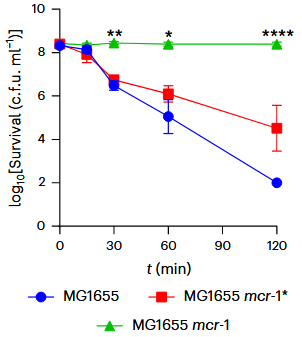 log10[Survival (c.f.u. ml⁻¹)]
10
8
6
4
2
0
** * ****
0 30 60 90 120
t (min)
MG1655 MG1655 mcr-1*
MG1655 mcr-1